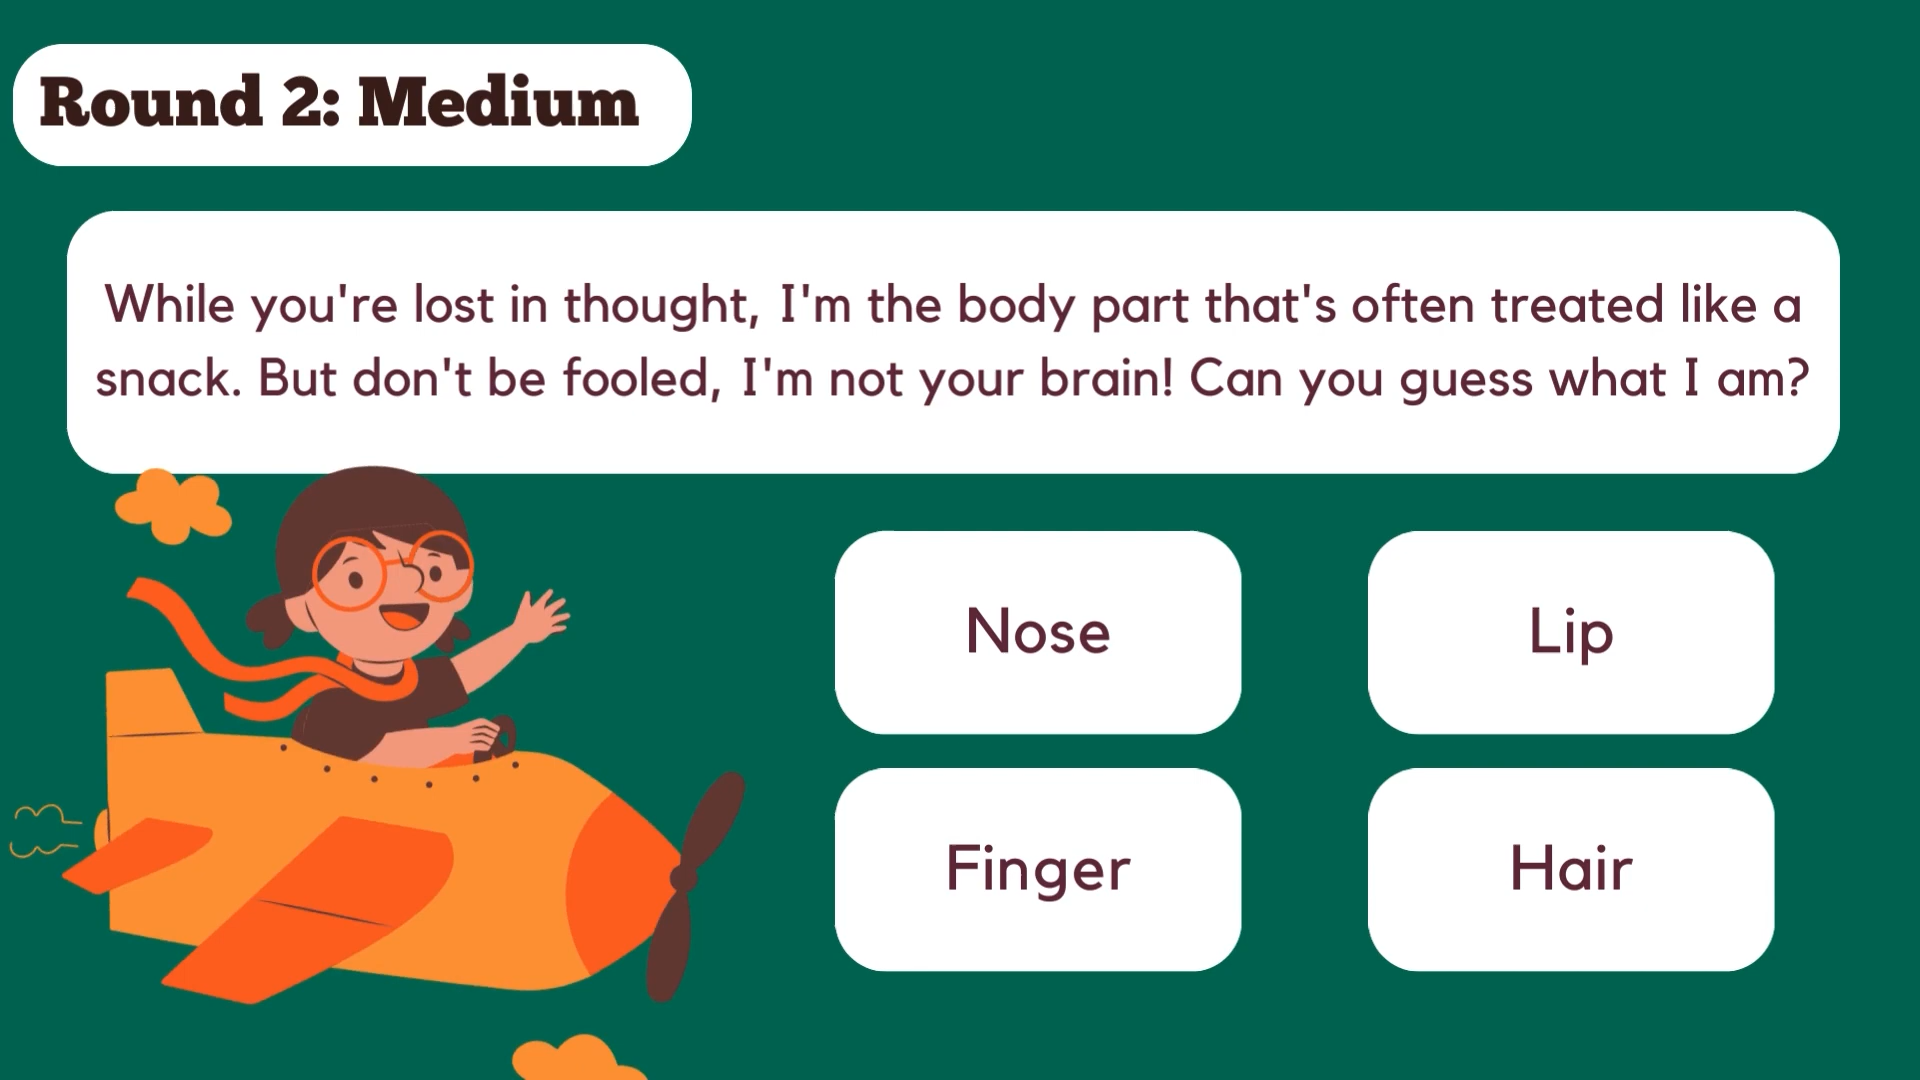 Round 2: Medium
While you're lost in thought, I'm the body part that's often treated like a
snack. But don't be fooled, I'm not your brain! Can you guess what I am?
Nose
Lip
Finger
Hair